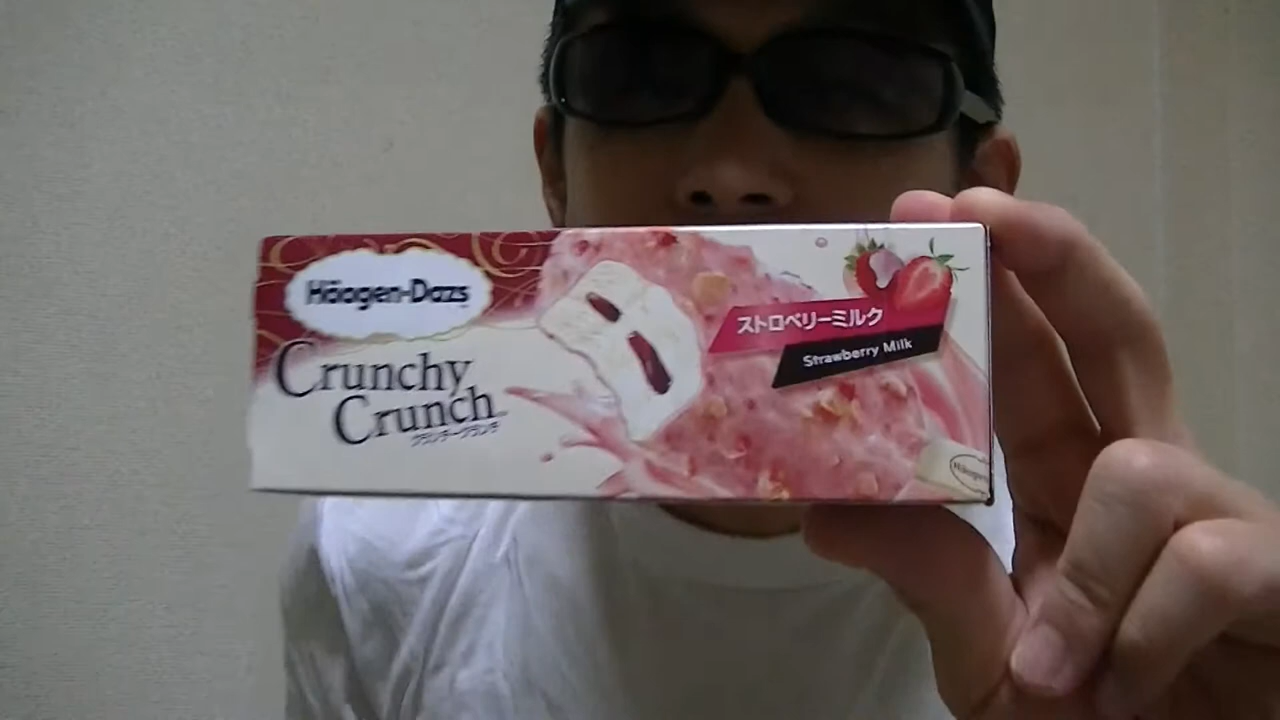 Häagen-Dazs
Crunchy
Crunch
クランチークランチ
ストロベリーミルク
Strawberry Milk